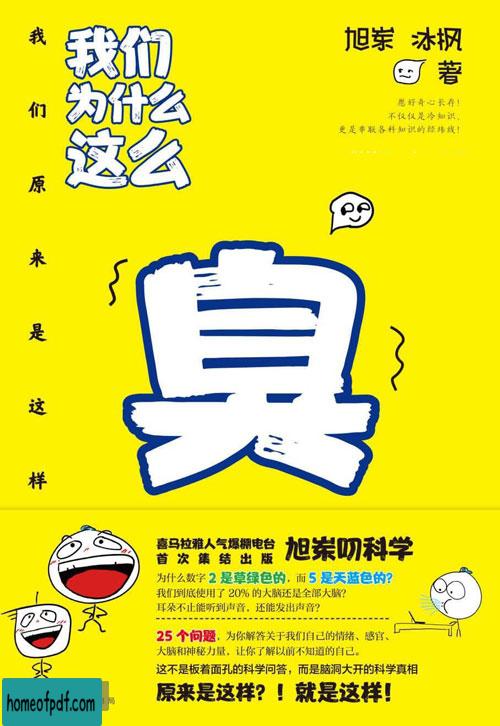 我们原来是这样
我们
为什么
这么
臭
旭岽 冰枫
著
愿好奇心长存!
不仅仅是冷知识,
更是串联各科知识的经纬线!
喜马拉雅人气爆棚电台
首次集结出版
旭岽叨科学
为什么数字2是草绿色的，而5是天蓝色的?
我们到底使用了20%的大脑还是全部大脑?
耳朵不止能听到声音，还能发出声音?
25个问题，为你解答关于我们自己的情绪、感官、
大脑和神秘力量，让你了解以前不知道的自己。
这不是板着面孔的科学问答，而是脑洞大开的科学真相
原来是这样?! 就是这样!
homeofpdf.com